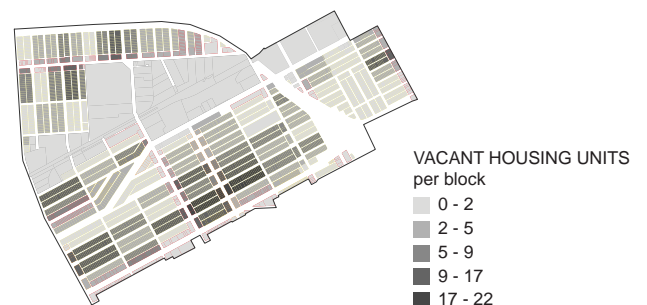 VACANT HOUSING UNITS
per block
0 - 2
2 - 5
5 - 9
9 - 17
17 - 22